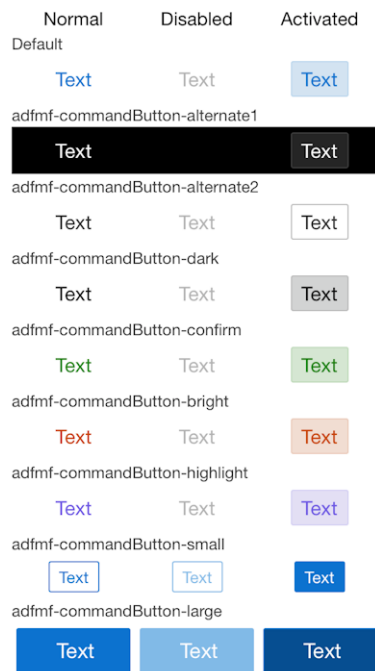 Normal Disabled Activated
Default
Text Text Text
adfmf-commandButton-alternate1
Text Text
adfmf-commandButton-alternate2
Text Text Text
adfmf-commandButton-dark
Text Text Text
adfmf-commandButton-confirm
Text Text Text
adfmf-commandButton-bright
Text Text Text
adfmf-commandButton-highlight
Text Text Text
adfmf-commandButton-small
Text Text Text
adfmf-commandButton-large
Text Text Text